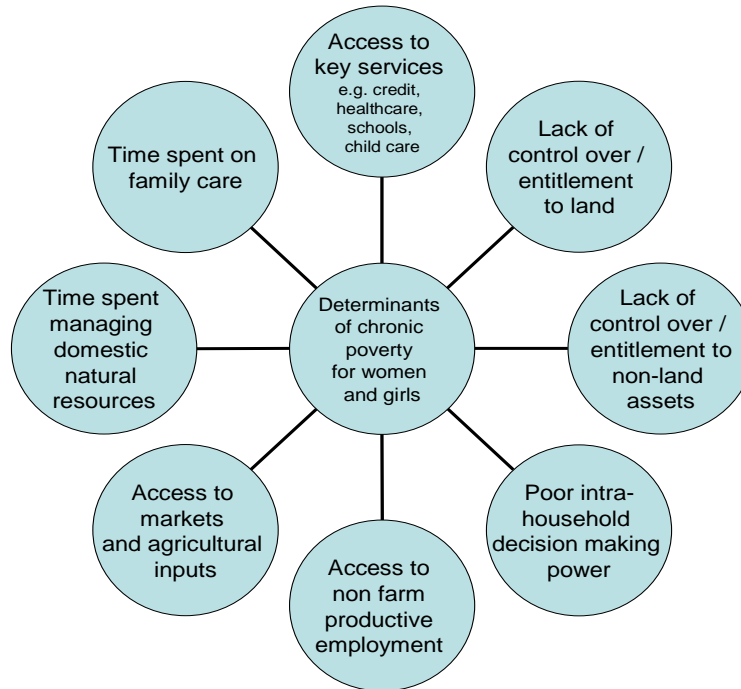 Access to
key services
e.g. credit,
healthcare,
schools,
child care
Lack of
control over /
entitlement
to land
Lack of
control over /
entitlement to
non-land
assets
Poor intra-
household
decision making
power
Access to
non farm
productive
employment
Access to
markets
and agricultural
inputs
Time spent
managing
domestic
natural
resources
Time spent on
family care
Determinants
of chronic
poverty
for women
and girls